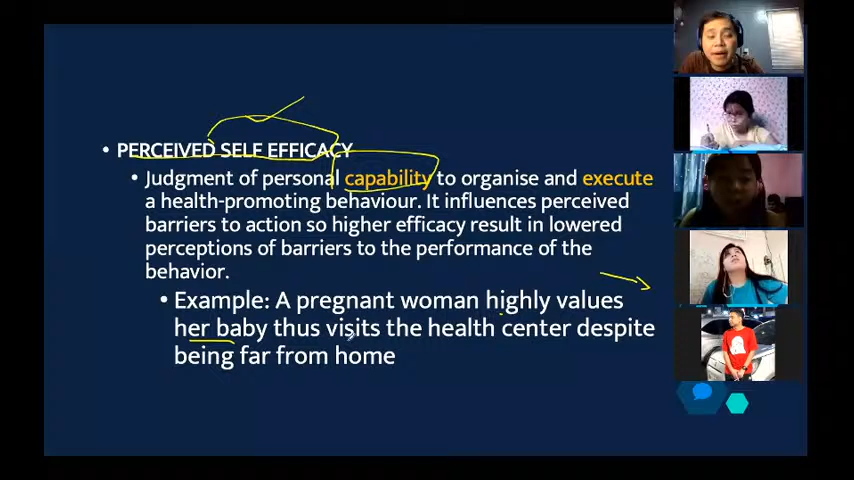 • PERCEIVED SELF EFFICACY
• Judgment of personal capability to organise and execute
a health-promoting behaviour. It influences perceived
barriers to action so higher efficacy result in lowered
perceptions of barriers to the performance of the
behavior.
• Example: A pregnant woman highly values
her baby thus visits the health center despite
being far from home